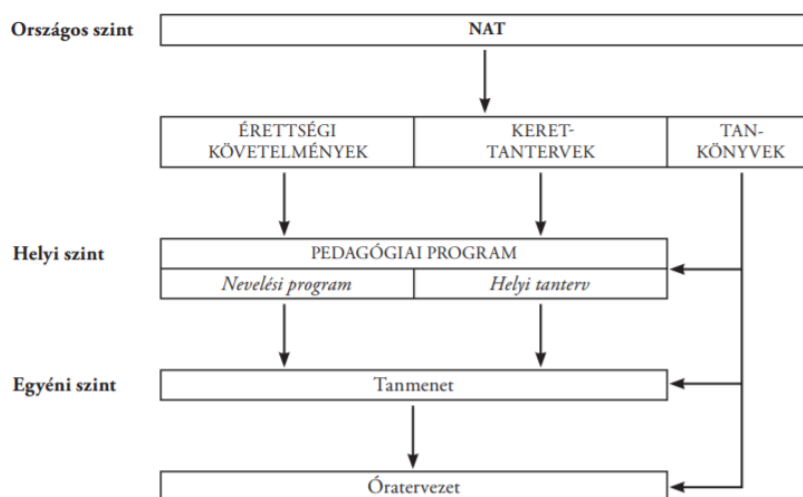 Országos szint
NAT
ÉRETTSÉGI
KÖVETELMÉNYEK
KERET-
TANTERVEK
TAN-
KÖNYVEK
Helyi szint
PEDAGÓGIAI PROGRAM
Nevelési program
Helyi tanterv
Egyéni szint
Tanmenet
Óratervezet